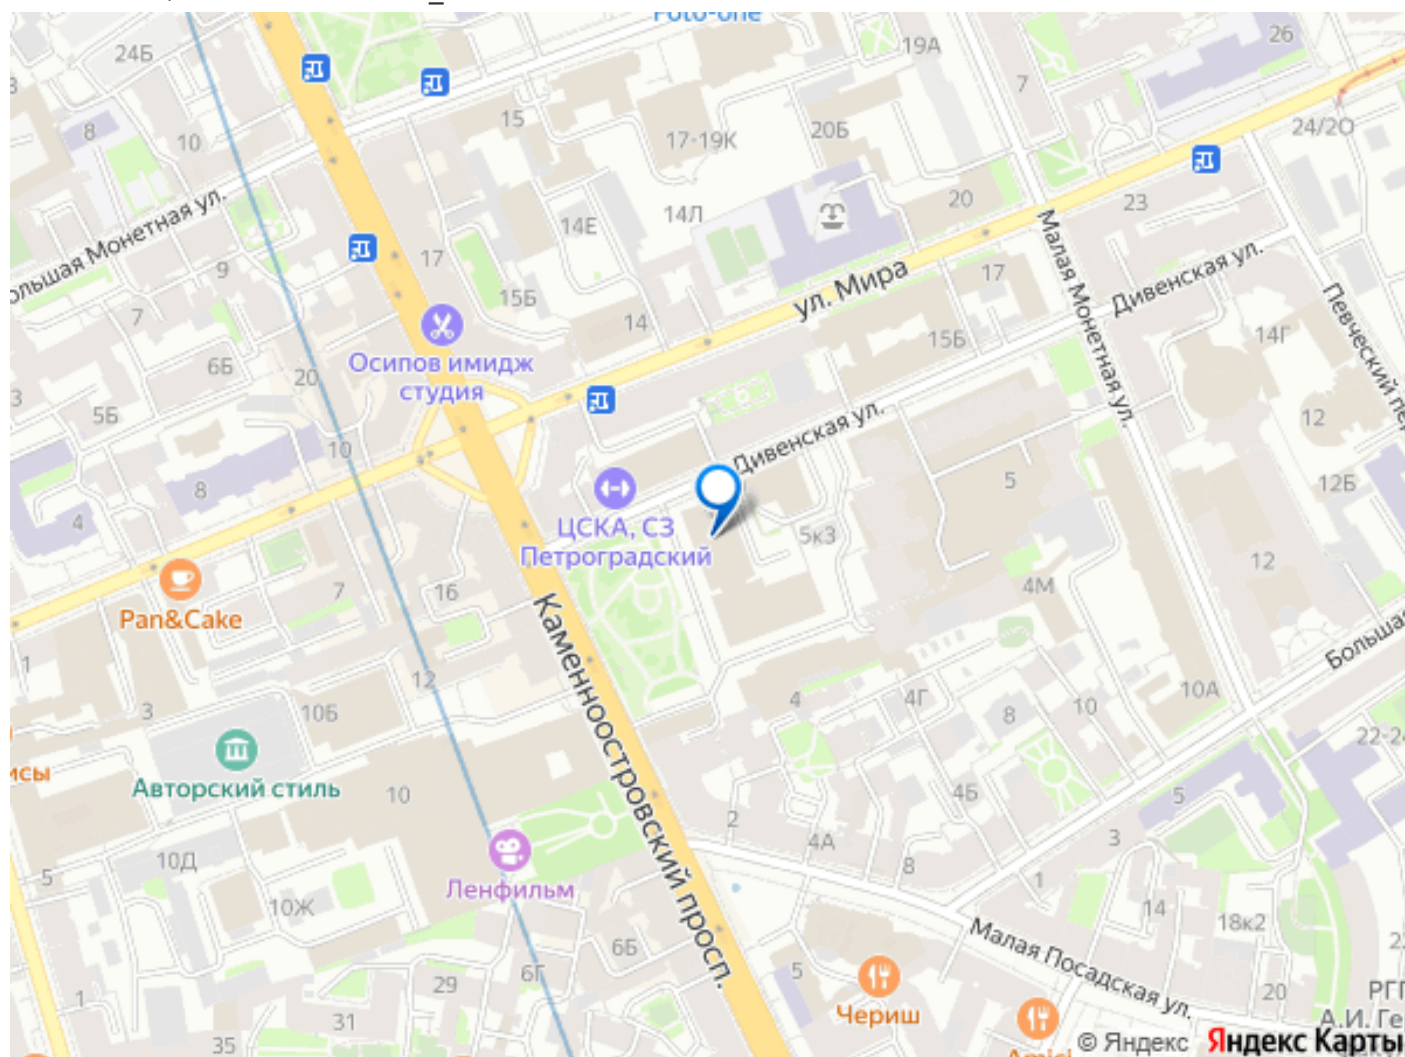 Foto-one
24Б
19А
26
7
8
10
15
17-19К
20Б
24/20
Большая Монетная ул.
14Е
14Л
20
23
Малая Монетная ул.
9
17
ул. Мира
17
Дивенская ул.
Певческий пер
7
15Б
14
15Б
14Г
Осипов имидж
студия
6Б
20
3
5Б
12
10
Дивенская ул.
8
4
5
12Б
ЦСКА, СЗ
Петроградский
5к3
12
Pan&Cake
7
16
4М
Каменноостровский просп.
Большая
1
12
10А
3
10Б
4
4Г
8
10
22-24
Авторский стиль
10
4Б
5
2
4А
3
10Д
5
Ленфильм
8
1
10Ж
14
18к2
6Б
Малая Посадская ул.
5
6Г
29
1
20
Чериш
31
35
Amici
РГП
А.И. Ге
© Яндекс Яндекс Карты